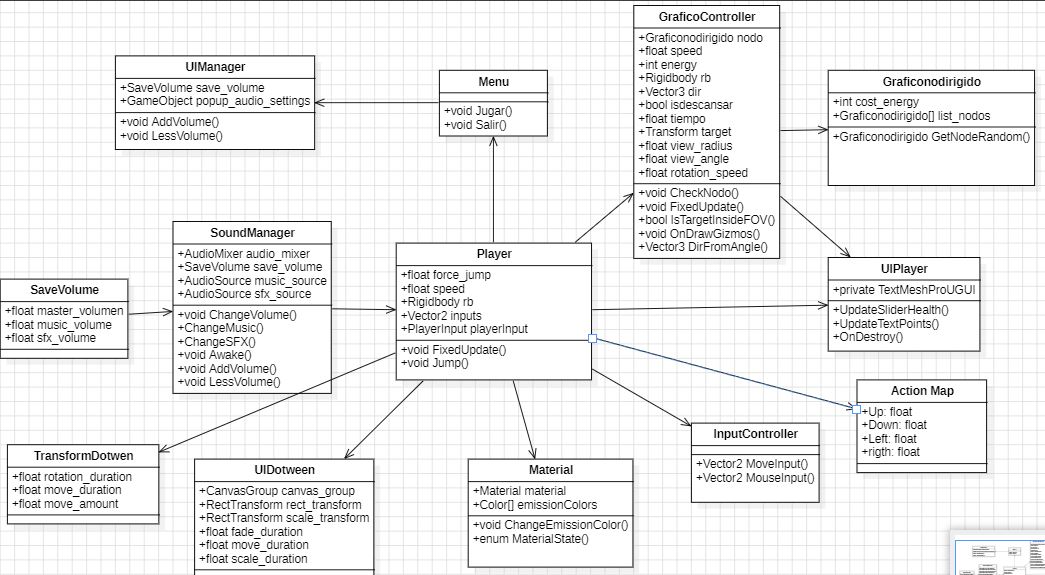 UIManager
+SaveVolume save_volume
+GameObject popup_audio_settings
+void AddVolume()
+void LessVolume()
Menu
+void Jugar()
+void Salir()
GraficoController
+Graficonodirigido nodo
+float speed
+int energy
+Rigidbody rb
+Vector3 dir
+bool isdescansar
+float tiempo
+Transform target
+float view_radius
+float view_angle
+float rotation_speed
+void CheckNodo()
+void FixedUpdate()
+bool IsTargetInsideFOV()
+void OnDrawGizmos()
+Vector3 DirFromAngle()
Graficonodirigido
+int cost_energy
+Graficonodirigido[] list_nodos
+Graficonodirigido GetNodeRandom()
SaveVolume
+float master_volumen
+float music_volume
+float sfx_volume
SoundManager
+AudioMixer audio_mixer
+SaveVolume save_volume
+AudioSource music_source
+AudioSource sfx_source
+void ChangeVolume()
+ChangeMusic()
+ChangeSFX()
+void Awake()
+void AddVolume()
+void LessVolume()
Player
+float force_jump
+float speed
+Rigidbody rb
+Vector2 inputs
+PlayerInput playerInput
+void FixedUpdate()
+void Jump()
UIPlayer
+private TextMeshProUGUI
+UpdateSliderHealth()
+UpdateTextPoints()
+OnDestroy()
Action Map
+Up: float
+Down: float
+Left: float
+rigth: float
TransformDotwen
+float rotation_duration
+float move_duration
+float move_amount
UIDotween
+CanvasGroup canvas_group
+RectTransform rect_transform
+RectTransform scale_transform
+float fade_duration
+float move_duration
+float scale_duration
Material
+Material material
+Color[] emissionColors
+void ChangeEmissionColor()
+enum MaterialState()
InputController
+Vector2 MoveInput()
+Vector2 MouseInput()